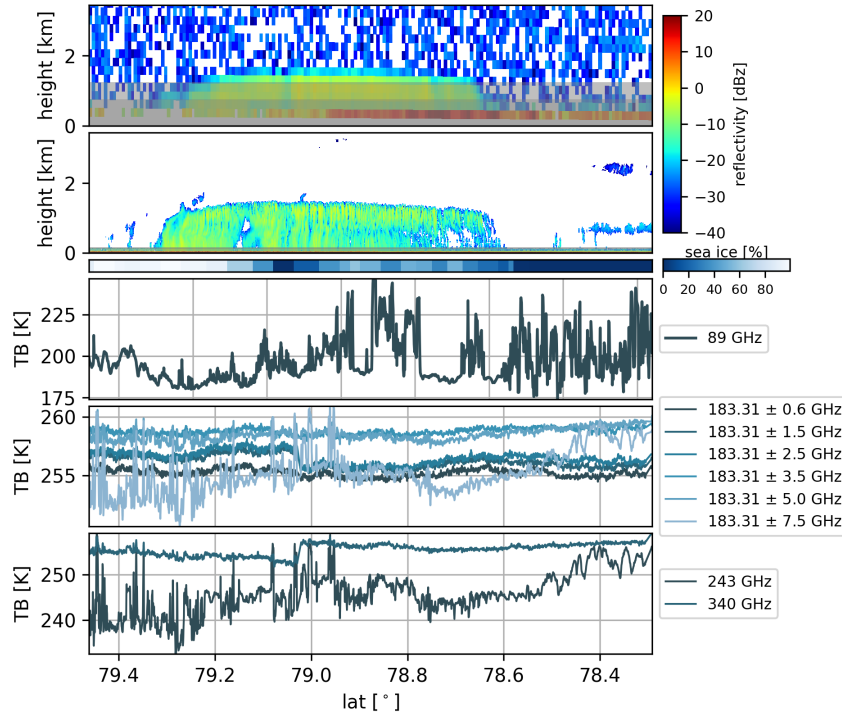 height [km]
2
0
height [km]
2
0
20
10
0
−10
−20
−30
−40
reflectivity [dBz]
sea ice [%]
0 20 40 60 80
TB [K]
225
200
175
89 GHz
TB [K]
260
255
183.31 ± 0.6 GHz
183.31 ± 1.5 GHz
183.31 ± 2.5 GHz
183.31 ± 3.5 GHz
183.31 ± 5.0 GHz
183.31 ± 7.5 GHz
TB [K]
250
240
243 GHz
340 GHz
79.4 79.2 79.0 78.8 78.6 78.4
lat [°]